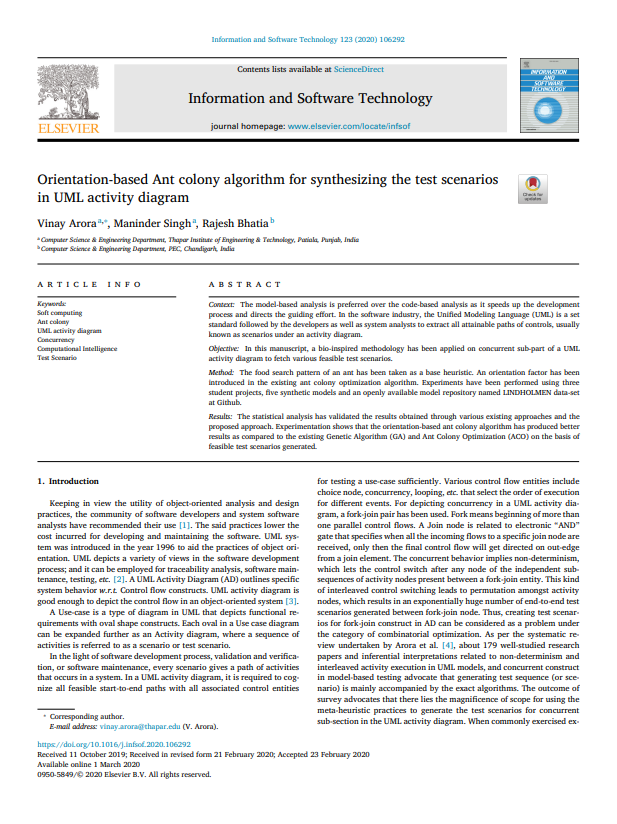 Information and Software Technology 123 (2020) 106292
Contents lists available at ScienceDirect
Information and Software Technology
journal homepage: www.elsevier.com/locate/infsof
ELSEVIER
INFORMATION
AND
SOFTWARE
TECHNOLOGY
Orientation-based Ant colony algorithm for synthesizing the test scenarios
in UML activity diagram
Check for
updates
Vinay Arora a,*, Maninder Singh a, Rajesh Bhatia b
a Computer Science & Engineering Department, Thapar Institute of Engineering & Technology, Patiala, Punjab, India
b Computer Science & Engineering Department, PEC, Chandigarh, India
ARTICLE INFO
Keywords:
Soft computing
Ant colony
UML activity diagram
Concurrency
Computational Intelligence
Test Scenario
ABSTRACT
Context: The model-based analysis is preferred over the code-based analysis as it speeds up the development
process and directs the guiding effort. In the software industry, the Unified Modeling Language (UML) is a set
standard followed by the developers as well as system analysts to extract all attainable paths of controls, usually
known as scenarios under an activity diagram.
Objective: In this manuscript, a bio-inspired methodology has been applied on concurrent sub-part of a UML
activity diagram to fetch various feasible test scenarios.
Method: The food search pattern of an ant has been taken as a base heuristic. An orientation factor has been
introduced in the existing ant colony optimization algorithm. Experiments have been performed using three
student projects, five synthetic models and an openly available model repository named LINDHOLMEN data-set
at Github.
Results: The statistical analysis has validated the results obtained through various existing approaches and the
proposed approach. Experimentation shows that the orientation-based ant colony algorithm has produced better
results as compared to the existing Genetic Algorithm (GA) and Ant Colony Optimization (ACO) on the basis of
feasible test scenarios generated.
1. Introduction
Keeping in view the utility of object-oriented analysis and design
practices, the community of software developers and system software
analysts have recommended their use [1]. The said practices lower the
cost incurred for developing and maintaining the software. UML sys-
tem was introduced in the year 1996 to aid the practices of object ori-
entation. UML depicts a variety of views in the software development
process; and it can be employed for traceability analysis, software main-
tenance, testing, etc. [2]. A UML Activity Diagram (AD) outlines specific
system behavior w.r.t. Control flow constructs. UML activity diagram is
good enough to depict the control flow in an object-oriented system [3].
A Use-case is a type of diagram in UML that depicts functional re-
quirements with oval shape constructs. Each oval in a Use case diagram
can be expanded further as an Activity diagram, where a sequence of
activities is referred to as a scenario or test scenario.
In the light of software development process, validation and verifica-
tion, or software maintenance, every scenario gives a path of activities
that occurs in a system. In a UML activity diagram, it is required to cog-
nize all feasible start-to-end paths with all associated control entities
for testing a use-case sufficiently. Various control flow entities include
choice node, concurrency, looping, etc. that select the order of execution
for different events. For depicting concurrency in a UML activity dia-
gram, a fork-join pair has been used. Fork means beginning of more than
one parallel control flows. A Join node is related to electronic “AND”
gate that specifies when all the incoming flows to a specific join node are
received, only then the final control flow will get directed on out-edge
from a join element. The concurrent behavior implies non-determinism,
which lets the control switch after any node of the independent sub-
sequences of activity nodes present between a fork-join entity. This kind
of interleaved control switching leads to permutation amongst activity
nodes, which results in an exponentially huge number of end-to-end test
scenarios generated between fork-join node. Thus, creating test scenar-
ios for fork-join construct in AD can be considered as a problem under
the category of combinatorial optimization. As per the systematic re-
view undertaken by Arora et al. [4], about 179 well-studied research
papers and inferential interpretations related to non-determinism and
interleaved activity execution in UML models, and concurrent construct
in model-based testing advocate that generating test sequence (or sce-
nario) is mainly accompanied by the exact algorithms. The outcome of
survey advocates that there lies the magnificence of scope for using the
meta-heuristic practices to generate the test scenarios for concurrent
sub-section in the UML activity diagram. When commonly exercised ex-
* Corresponding author.
E-mail address: vinay.arora@thapar.edu (V. Arora).
https://doi.org/10.1016/j.infsof.2020.106292
Received 11 October 2019; Received in revised form 21 February 2020; Accepted 23 February 2020
Available online 1 March 2020
0950-5849/© 2020 Elsevier B.V. All rights reserved.